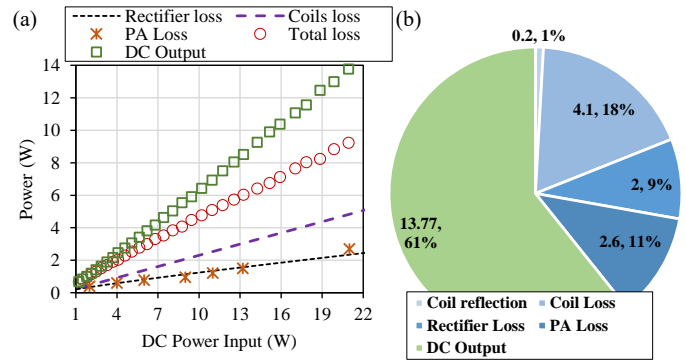 (a)
Rectifier loss
Coils loss
PA Loss
Total loss
DC Output
14
12
10
8
6
4
2
0
Power (W)
1 4 7 10 13 16 19 22
DC Power Input (W)
(b)
0.2, 1%
4.1, 18%
2, 9%
2.6, 11%
13.77,
61%
Coil reflection
Coil Loss
Rectifier Loss
PA Loss
DC Output